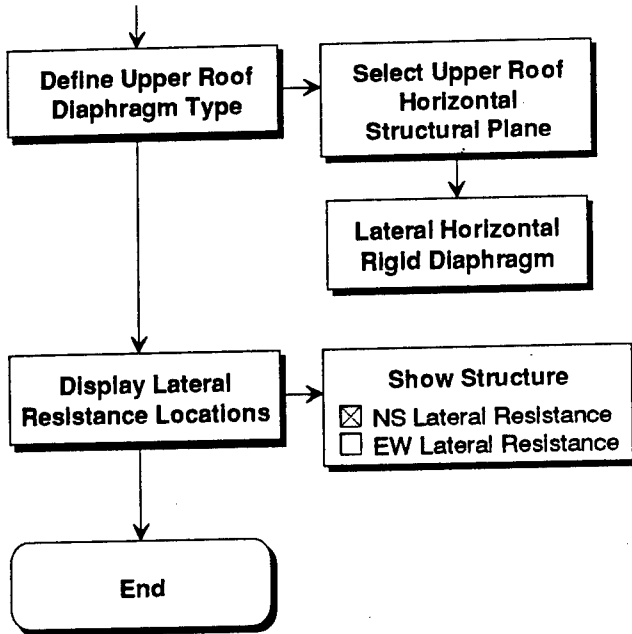 Define Upper Roof
Diaphragm Type
Select Upper Roof
Horizontal
Structural Plane
Lateral Horizontal
Rigid Diaphragm
Display Lateral
Resistance Locations
Show Structure
NS Lateral Resistance
EW Lateral Resistance
End